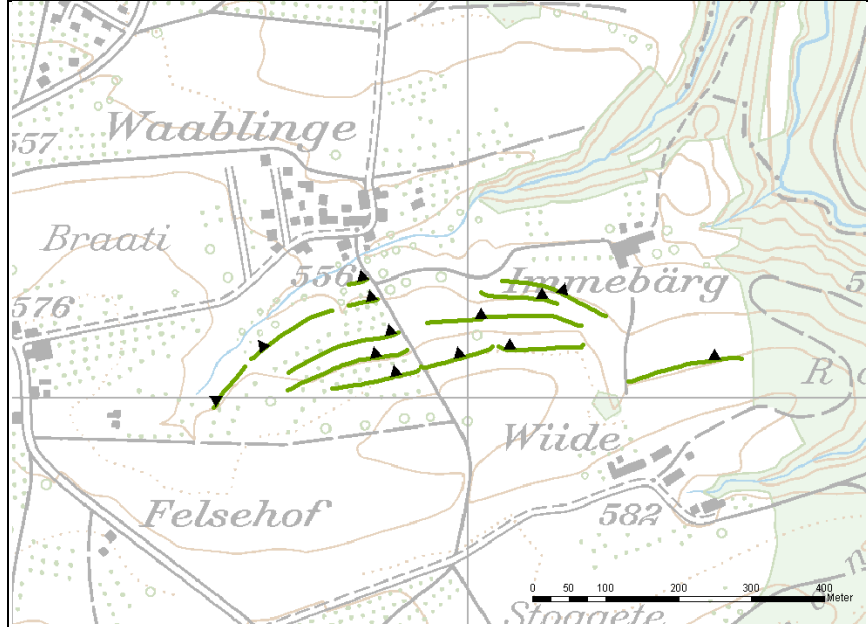 Waablinge
557
Braati
556
Immebärg
576
Wiide
Felsehof
582
Stoggete
0 50 100 200 300 400
Meter